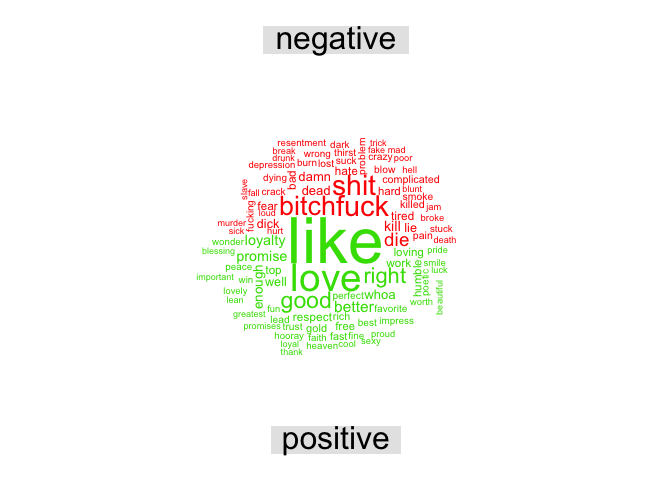 negative
resentment dark trick
break wrong thirst problem fake mad
drunk burn lost suck crazy poor
depression bad hate blow hell
dying damn complicated
slave fall crack dead shit hard blunt smoke
fucking fear bitch fuck killed jam
loud tired broke
murder dick kill lie stuck
sick hurt pain death
wonder loyalty like die
blessing promise loving pride
peace top work humble smile
important win enough well love right poetic luck
lovely beautiful
lean good perfect whoa worth
greatest fun better favorite
promises lead respect rich best impress
hooray trust gold free proud
loyal faith fast fine sexy
thank heaven cool
positive